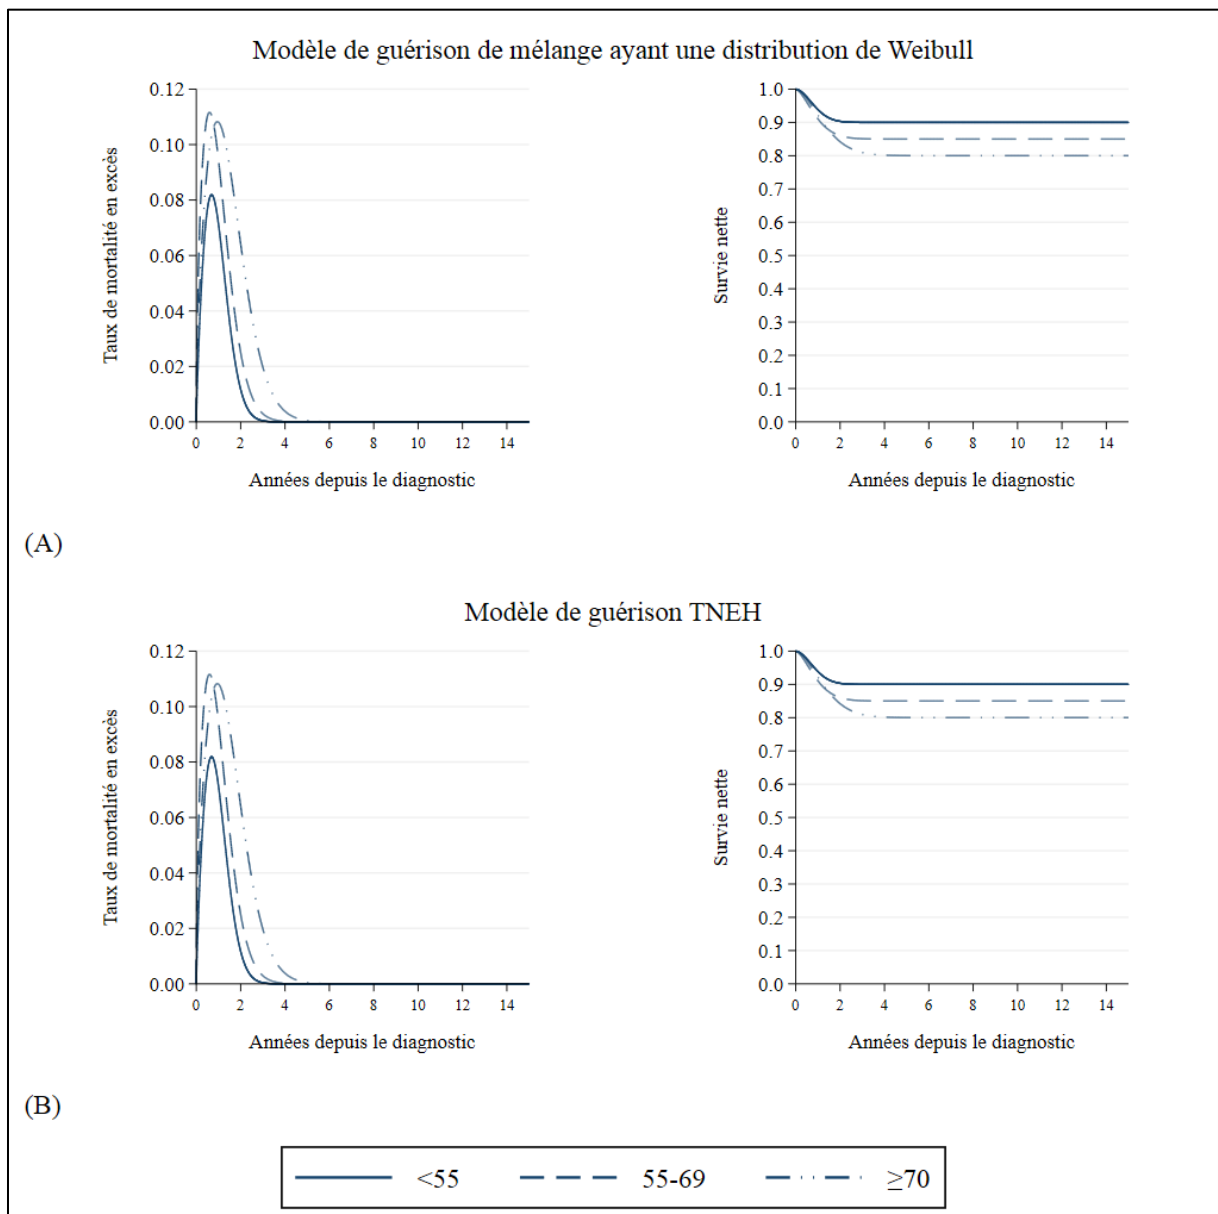 Modèle de guérison de mélange ayant une distribution de Weibull
Taux de mortalité en excès
0.12
0.10
0.08
0.06
0.04
0.02
0.00
0 2 4 6 8 10 12 14
Années depuis le diagnostic
Survie nette
1.0
0.9
0.8
0.7
0.6
0.5
0.4
0.3
0.2
0.1
0.0
0 2 4 6 8 10 12 14
Années depuis le diagnostic
(A)
Modèle de guérison TNEH
Taux de mortalité en excès
0.12
0.10
0.08
0.06
0.04
0.02
0.00
0 2 4 6 8 10 12 14
Années depuis le diagnostic
Survie nette
1.0
0.9
0.8
0.7
0.6
0.5
0.4
0.3
0.2
0.1
0.0
0 2 4 6 8 10 12 14
Années depuis le diagnostic
(B)
<55 55-69 ≥70